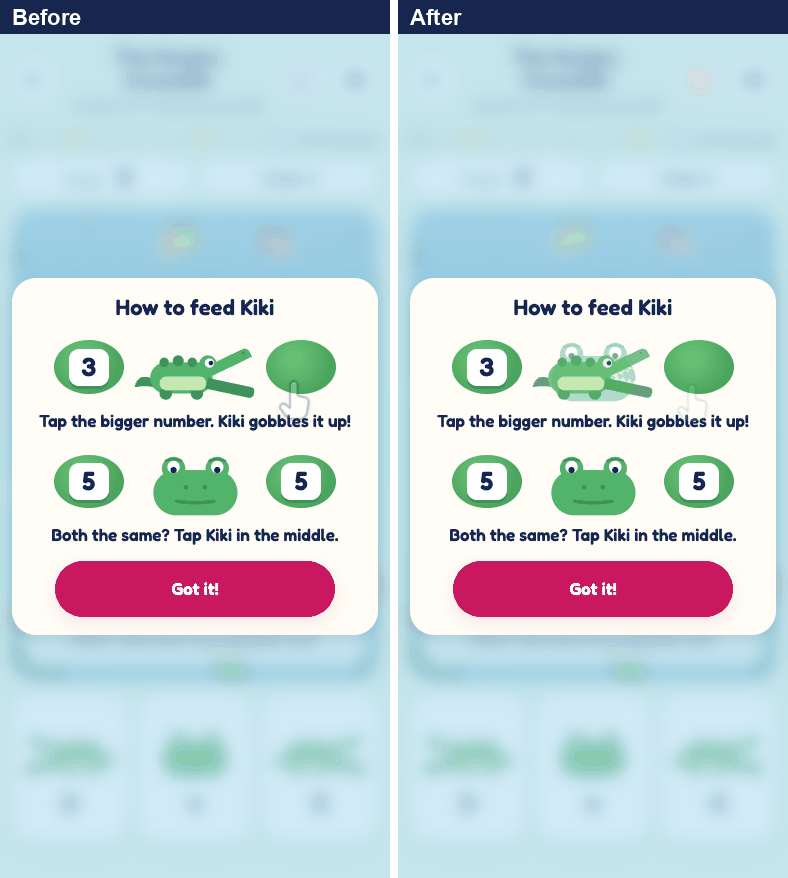 Before
How to feed Kiki
3
Tap the bigger number. Kiki gobbles it up!
5 5
Both the same? Tap Kiki in the middle.
Got it!
After
How to feed Kiki
3
Tap the bigger number. Kiki gobbles it up!
5 5
Both the same? Tap Kiki in the middle.
Got it!